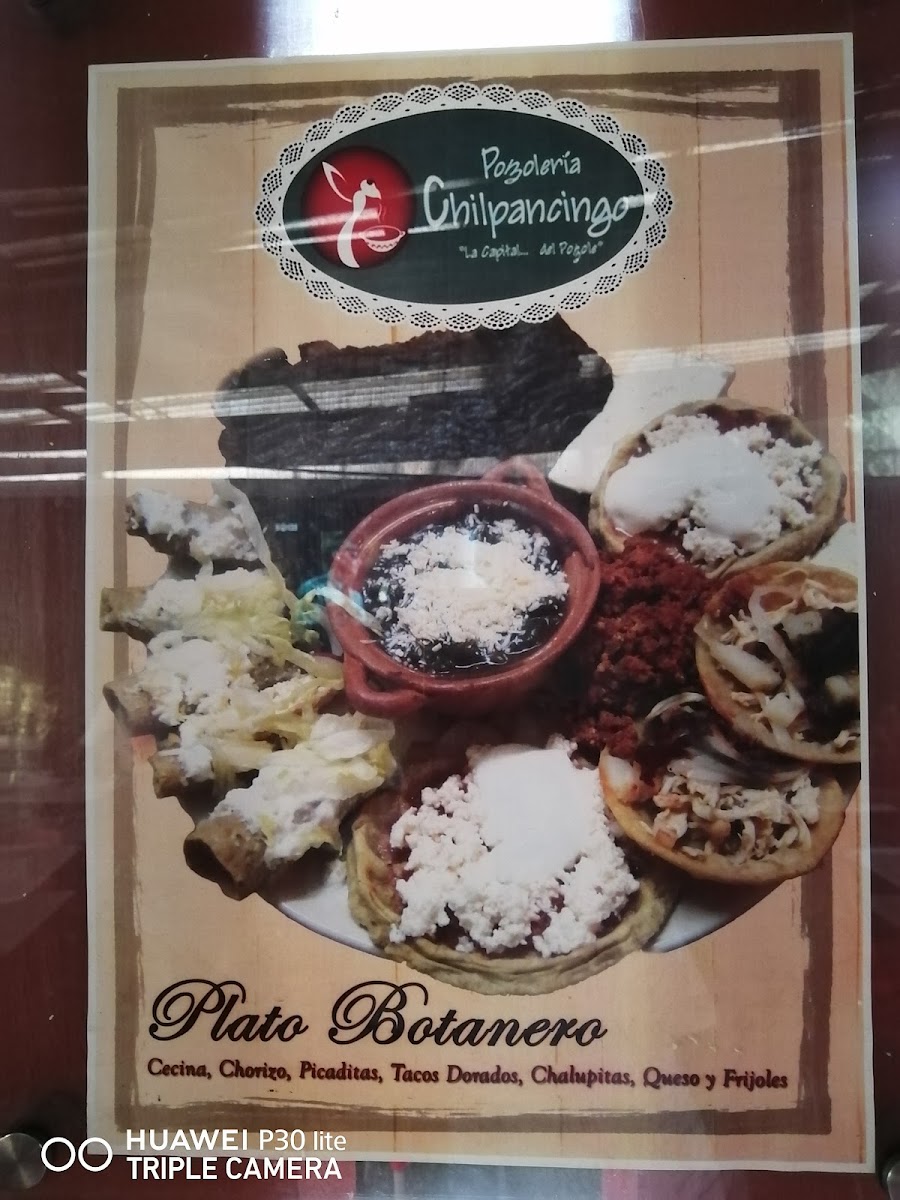 Pozolería
Chilpancingo
"La Capital... del Pozole"
Plato Botanero
Cecina, Chorizo, Picaditas, Tacos Dorados, Chalupitas, Queso y Frijoles
HUAWEI P30 lite
TRIPLE CAMERA